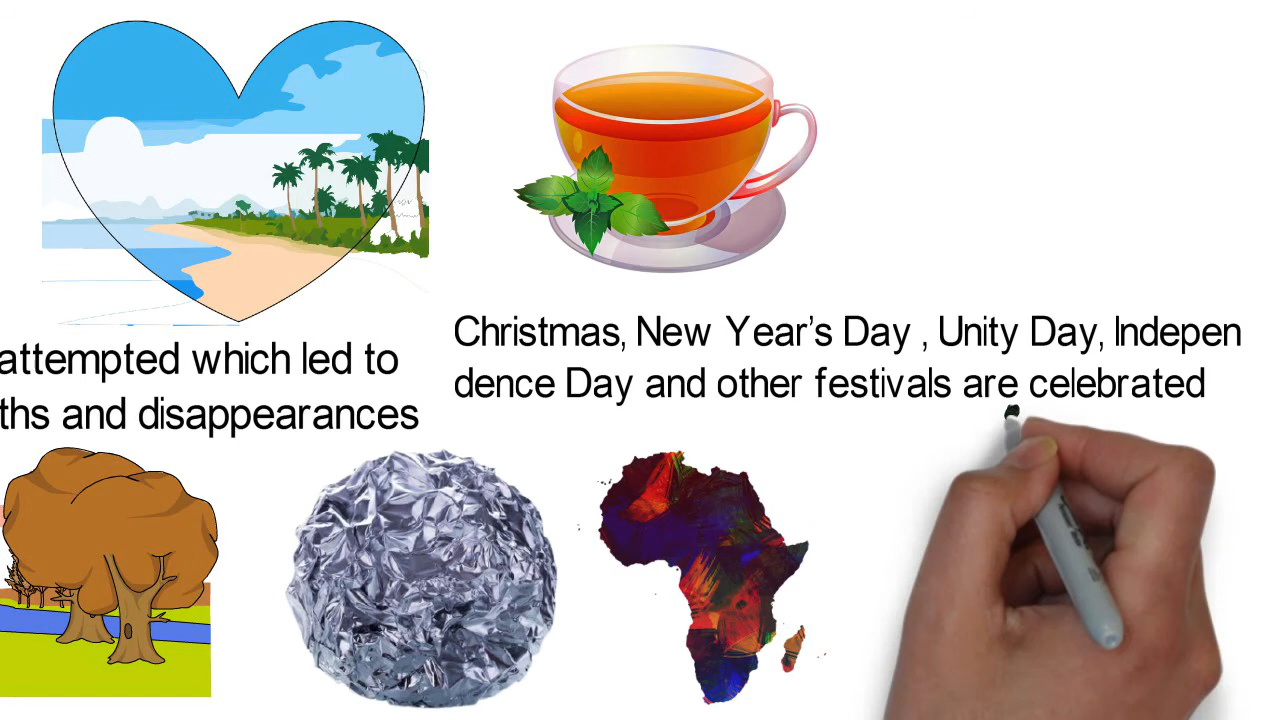 attempted which led to
ths and disappearances
Christmas, New Year's Day , Unity Day, Indepen
dence Day and other festivals are celebrated